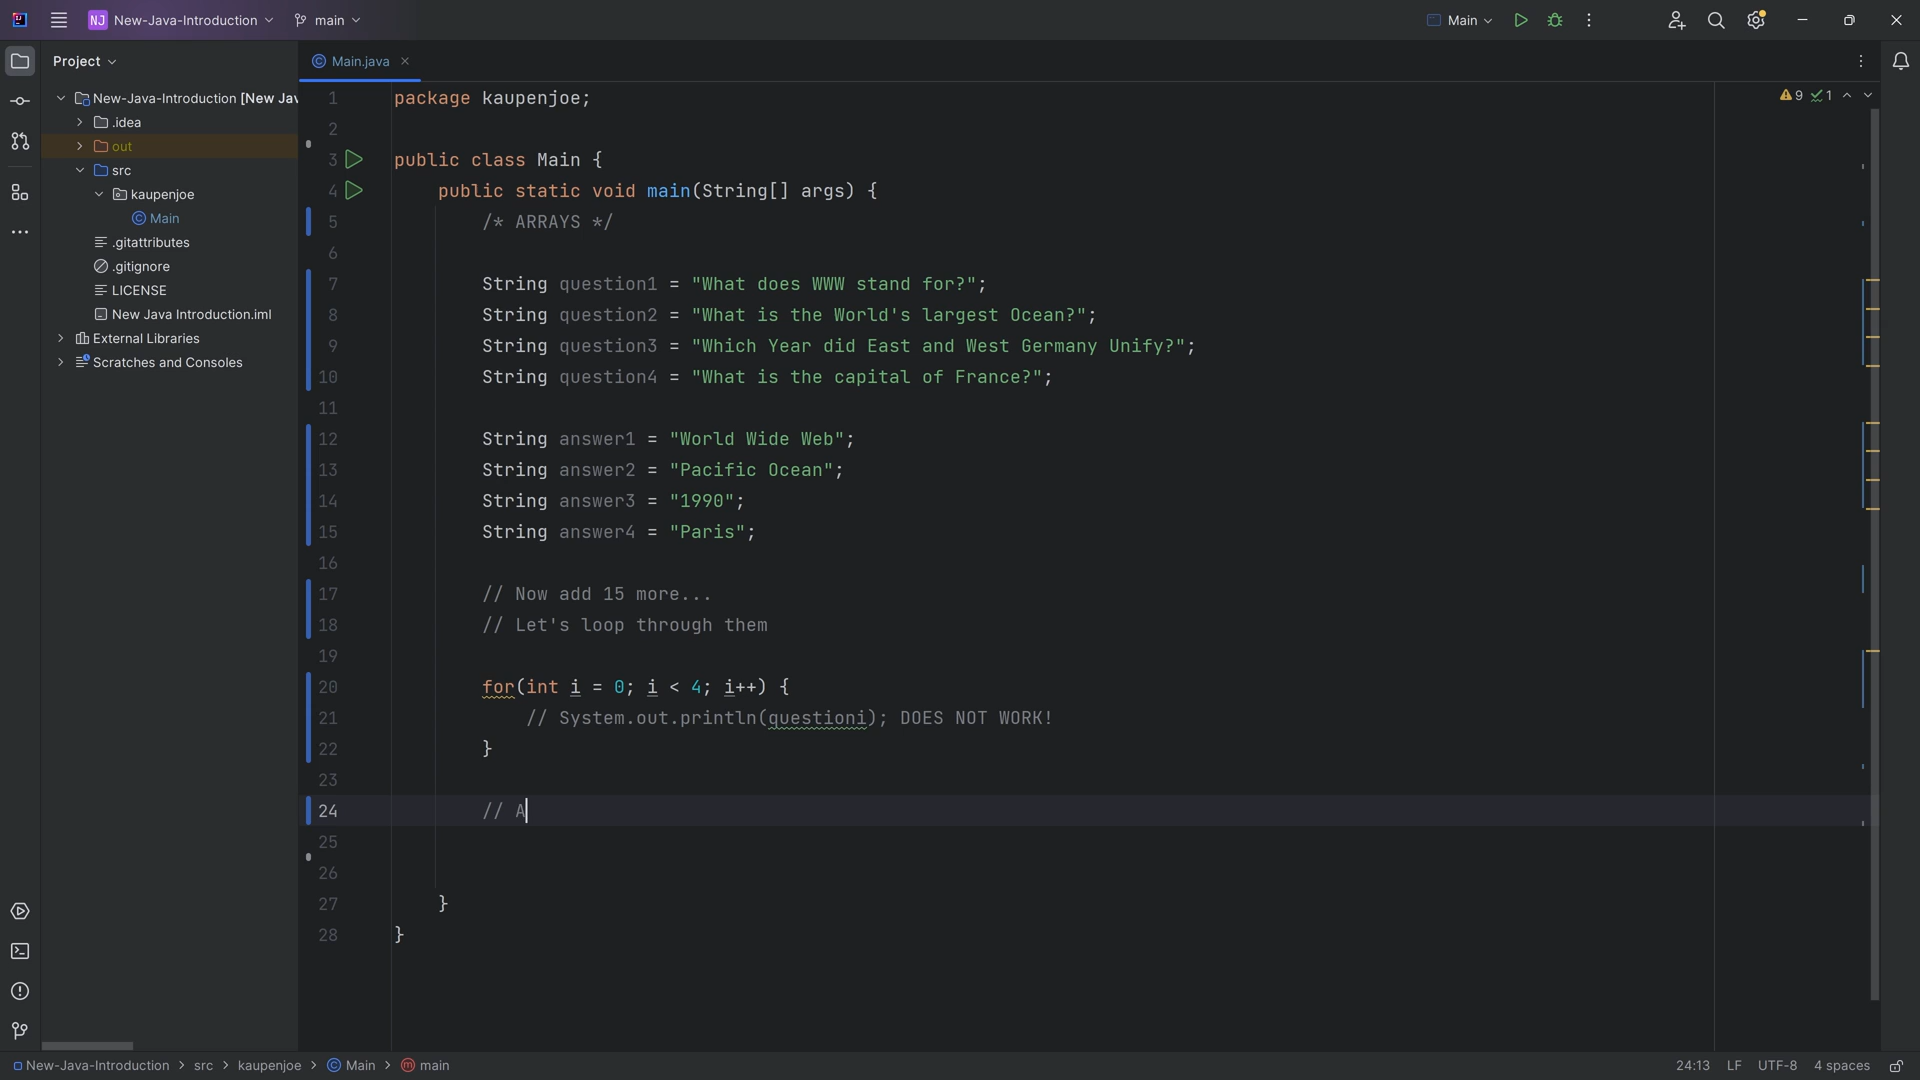 NJ New-Java-Introduction main Main
Project
Main.java
New-Java-Introduction [New Jav
.idea
out
src
kaupenjoe
Main
.gitattributes
.gitignore
LICENSE
New Java Introduction.iml
External Libraries
Scratches and Consoles
9 1
1 package kaupenjoe;
2
3 public class Main {
4 public static void main(String[] args) {
5 /* ARRAYS */
6
7 String question1 = "What does WWW stand for?";
8 String question2 = "What is the World's largest Ocean?";
9 String question3 = "Which Year did East and West Germany Unify?";
10 String question4 = "What is the capital of France?";
11
12 String answer1 = "World Wide Web";
13 String answer2 = "Pacific Ocean";
14 String answer3 = "1990";
15 String answer4 = "Paris";
16
17 // Now add 15 more...
18 // Let's loop through them
19
20 for(int i = 0; i < 4; i++) {
21 // System.out.println(questioni); DOES NOT WORK!
22 }
23
24 // A
25
26
27 }
28 }
New-Java-Introduction > src > kaupenjoe > Main > main
24:13 LF UTF-8 4 spaces